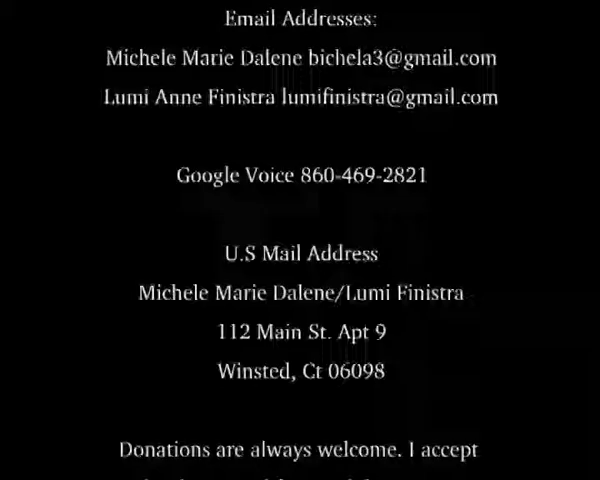 Email Addresses:
Michele Marie Dalene bichela3@gmail.com
Lumi Anne Finistra lumifinistra@gmail.com
Google Voice 860-469-2821
U.S Mail Address
Michele Marie Dalene/Lumi Finistra
112 Main St. Apt 9
Winsted, Ct 06098
Donations are always welcome. I accept